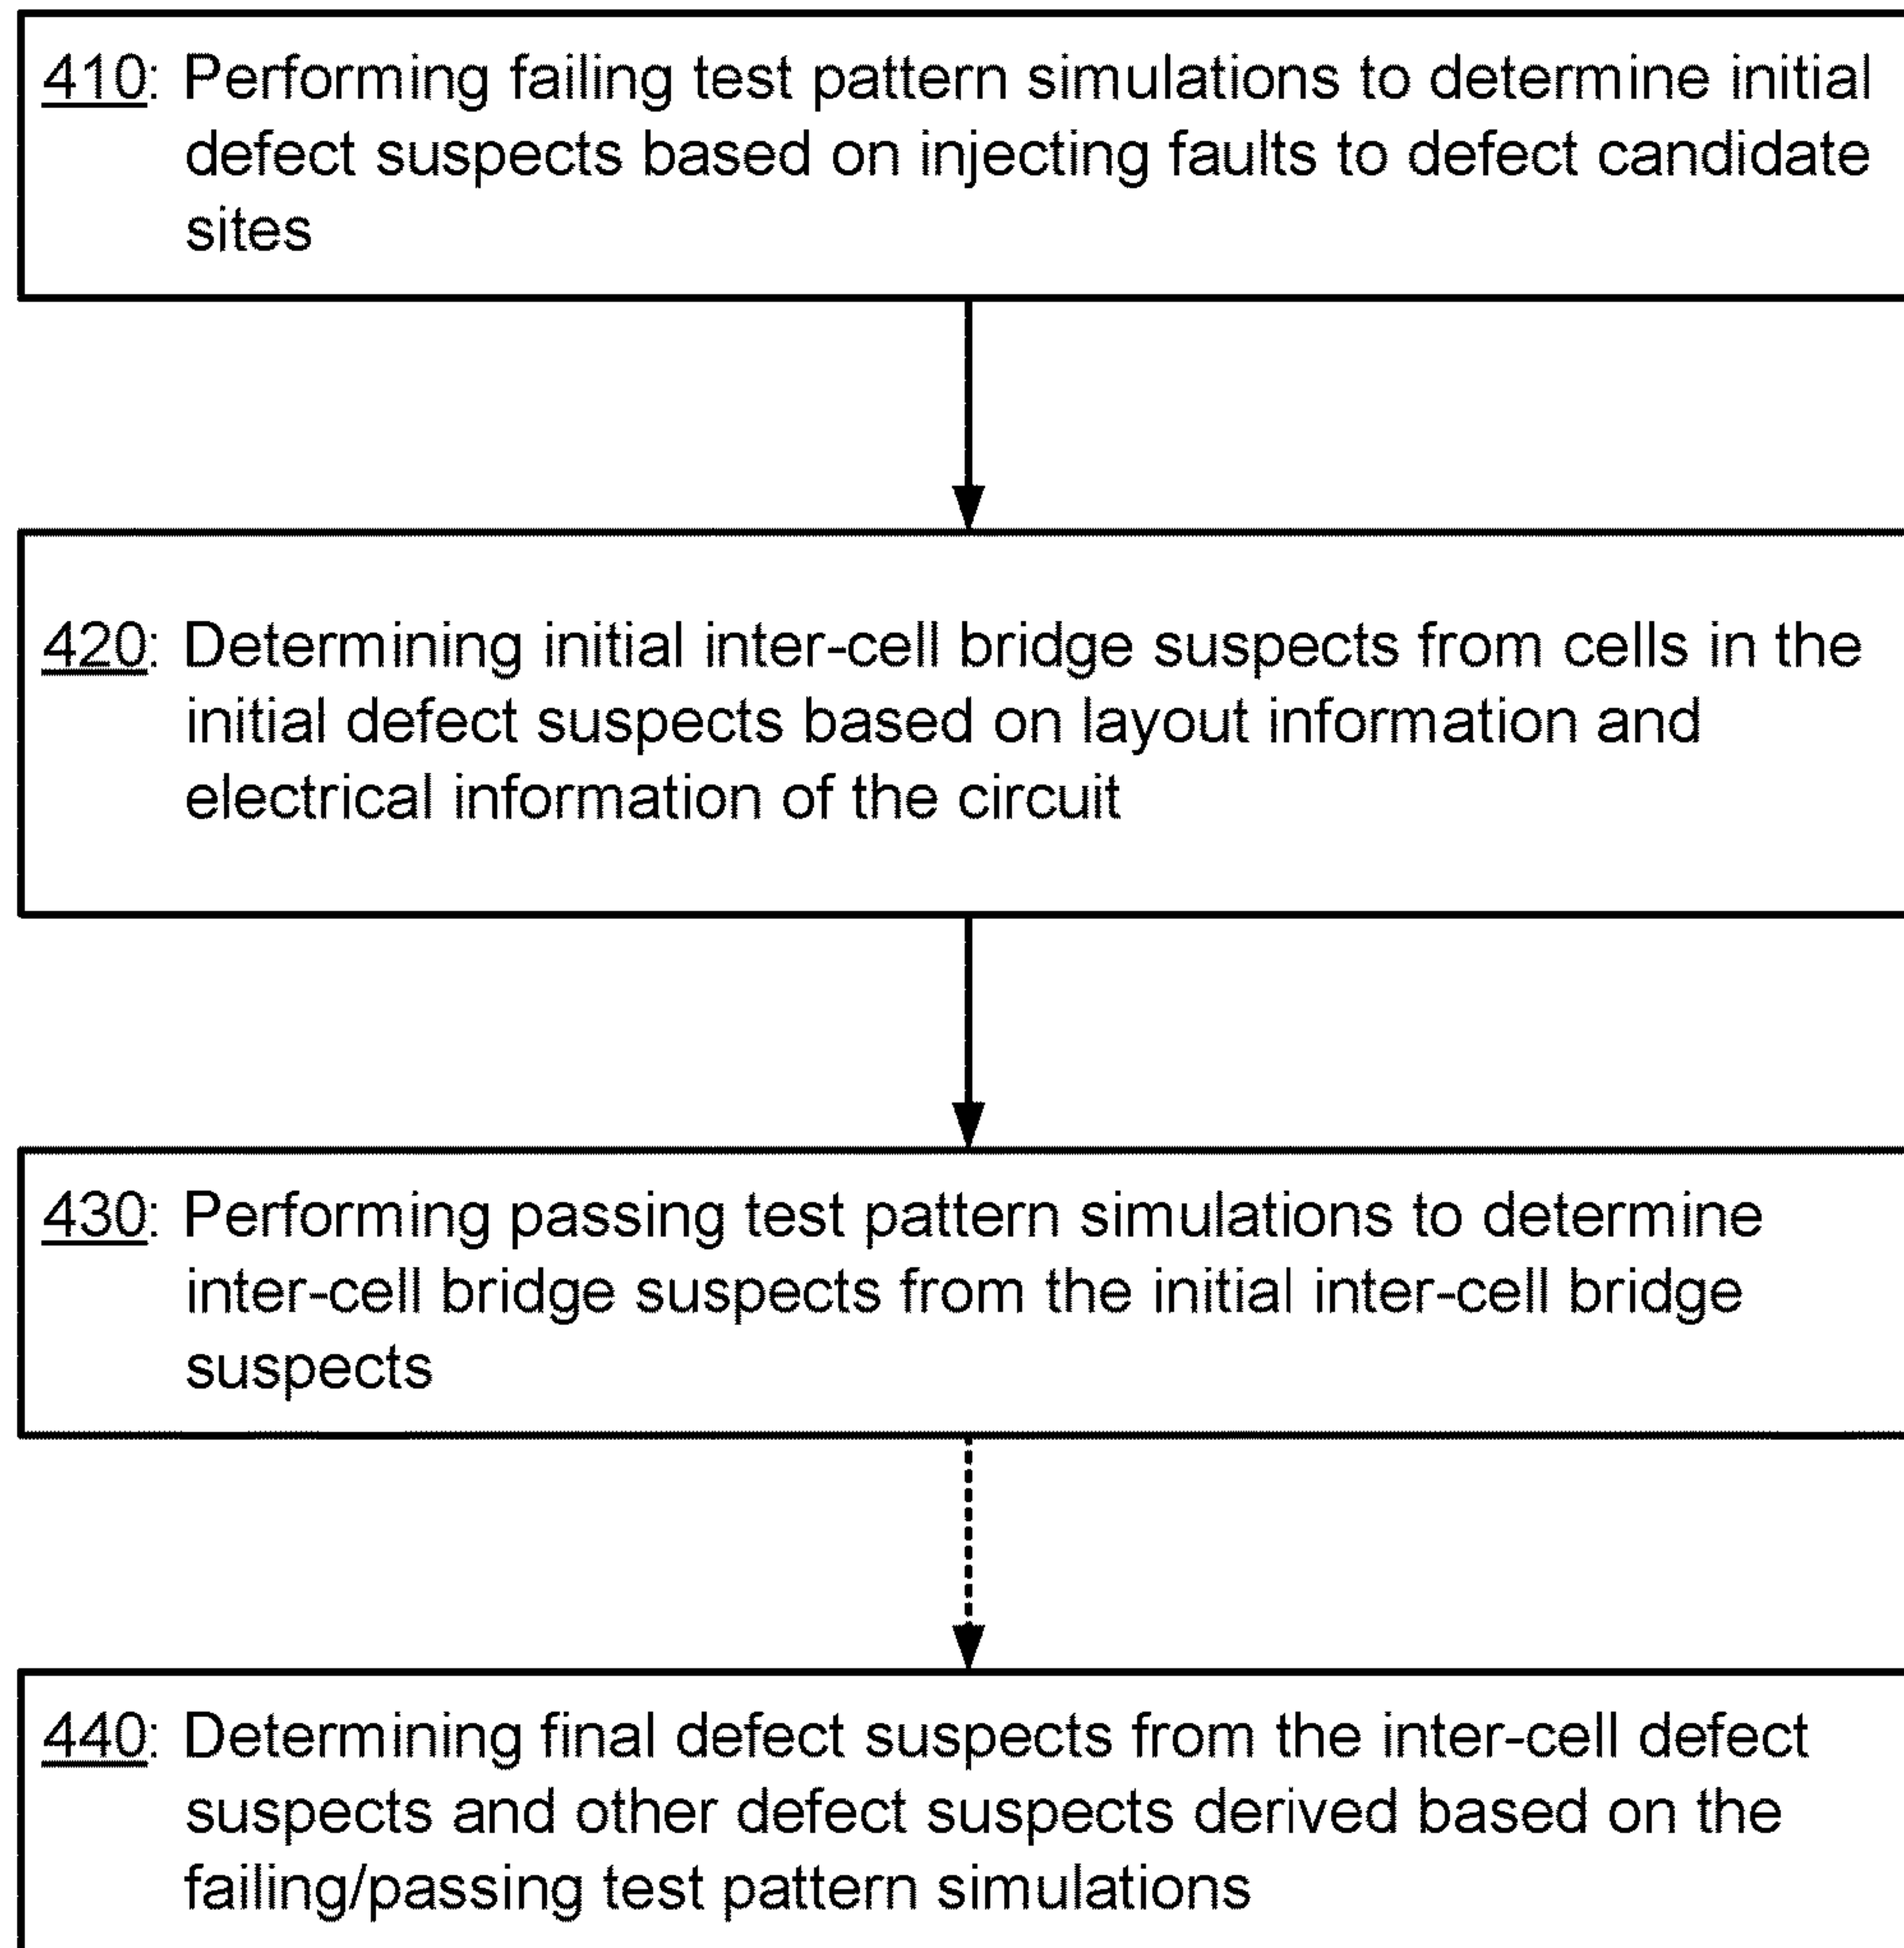 410: Performing failing test pattern simulations to determine initial
defect suspects based on injecting faults to defect candidate
sites
420: Determining initial inter-cell bridge suspects from cells in the
initial defect suspects based on layout information and
electrical information of the circuit
430: Performing passing test pattern simulations to determine
inter-cell bridge suspects from the initial inter-cell bridge
suspects
440: Determining final defect suspects from the inter-cell defect
suspects and other defect suspects derived based on the
failing/passing test pattern simulations